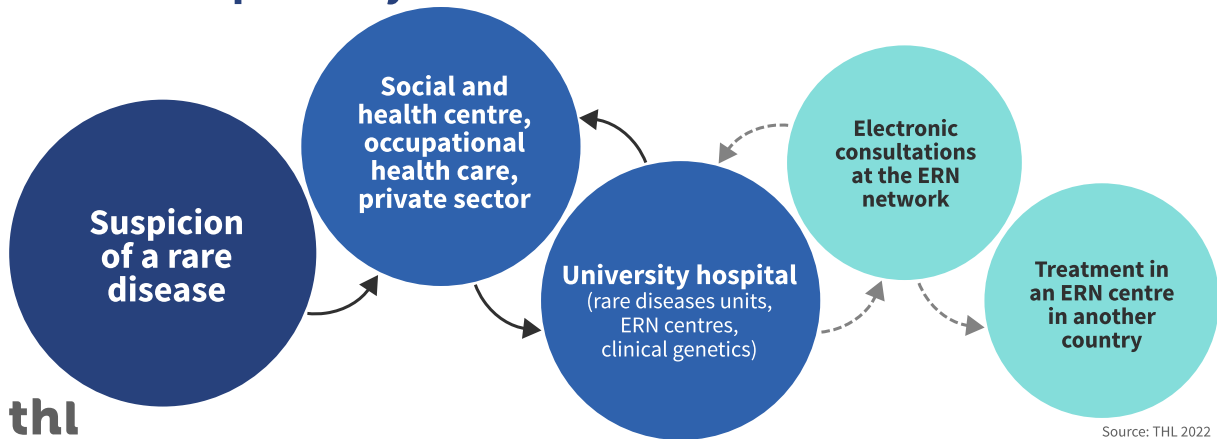 Suspicion
of a rare
disease
Social and
health centre,
occupational
health care,
private sector
University hospital
(rare diseases units,
ERN centres,
clinical genetics)
Electronic
consultations
at the ERN
network
Treatment in
an ERN centre
in another
country
thl
Source: THL 2022